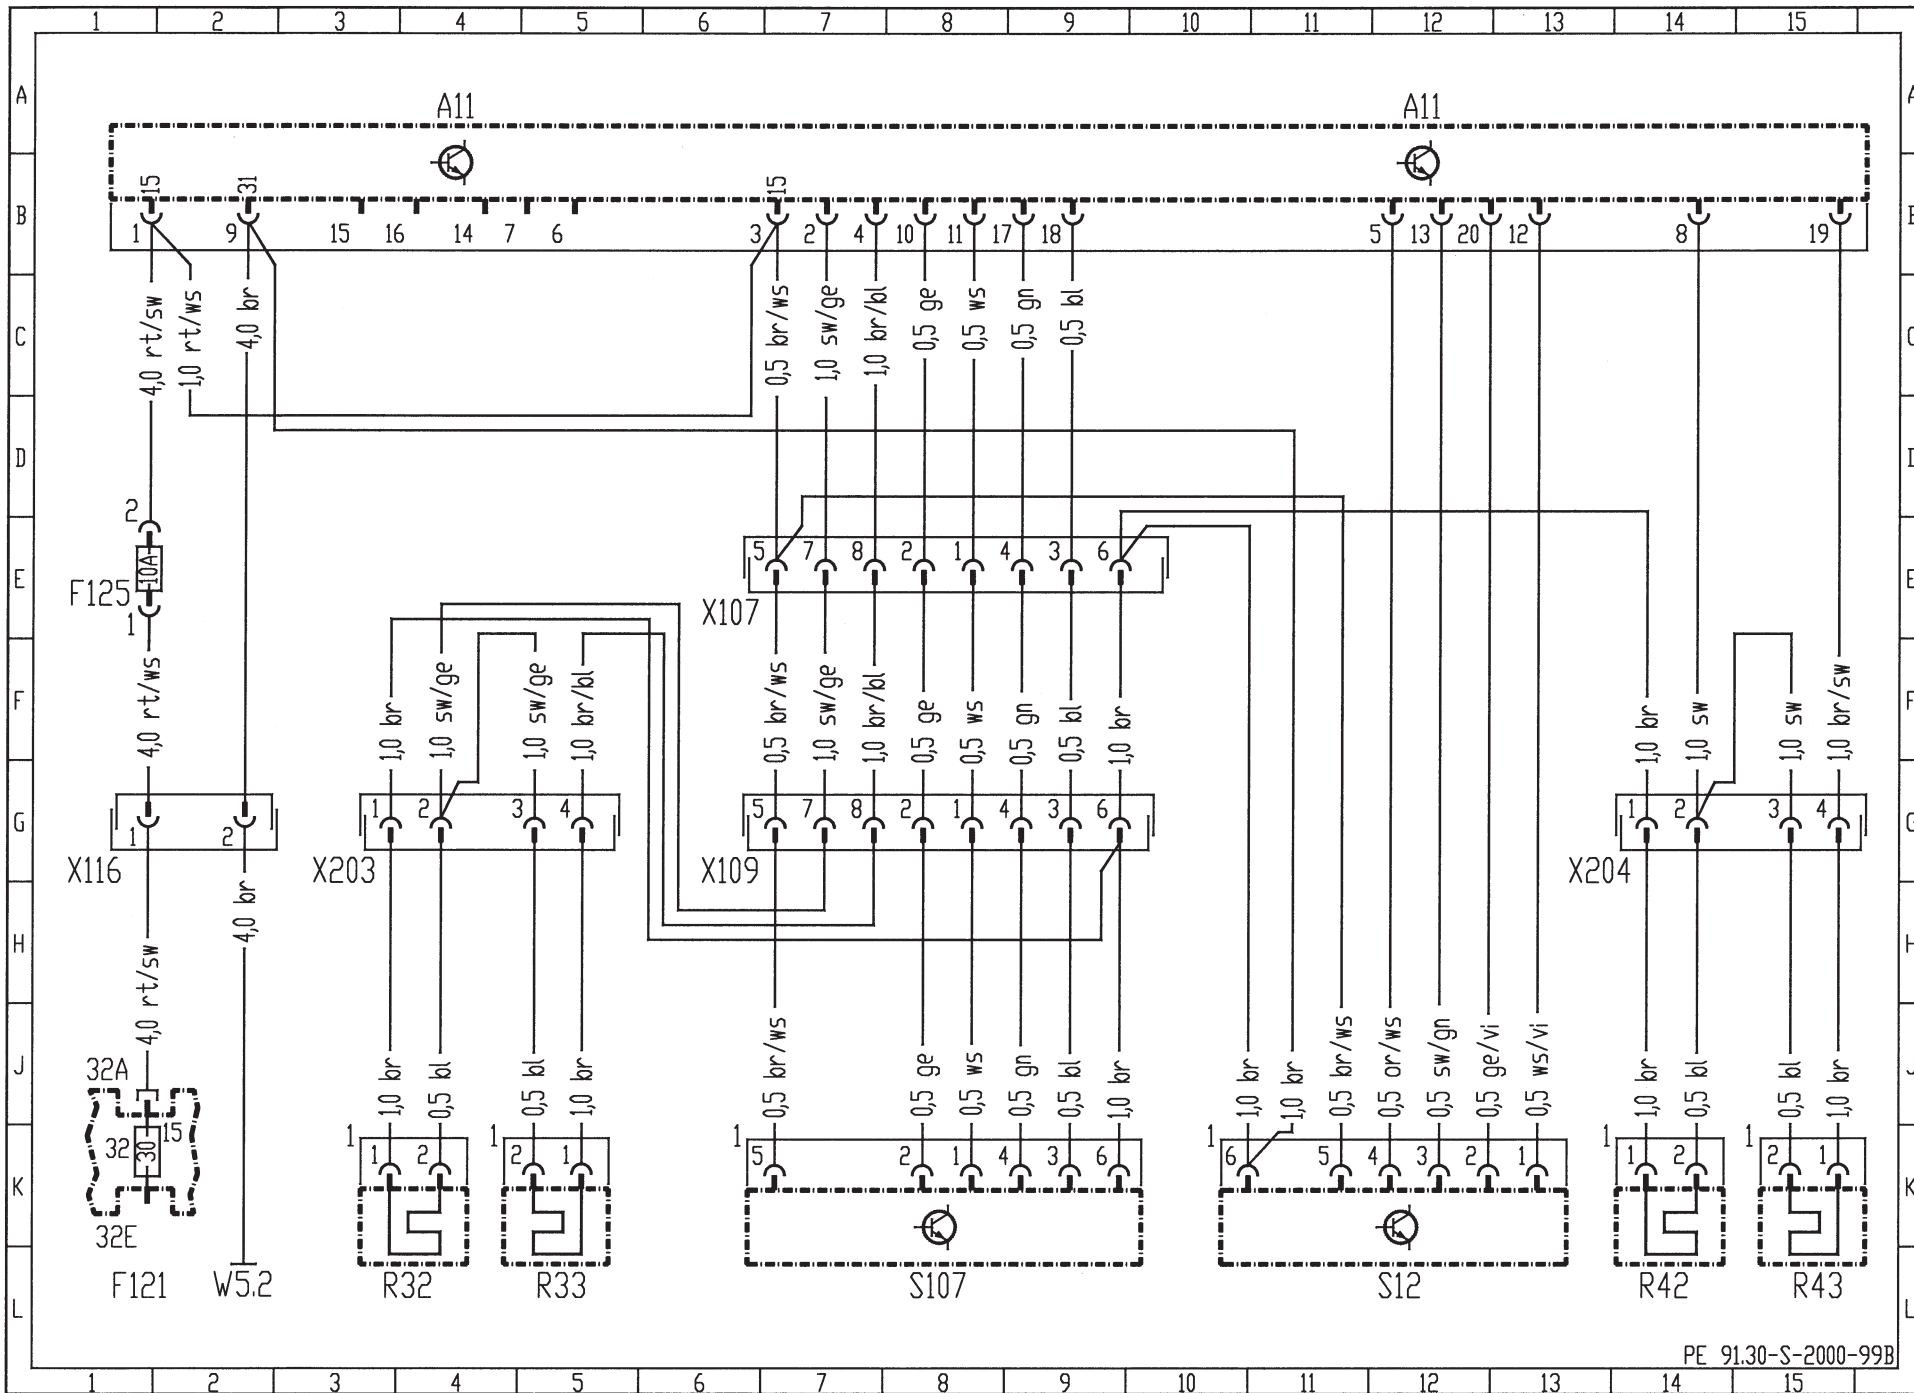 1 2 3 4 5 6 7 8 9 10 11 12 13 14 15
A A
A11 A11
15 31 15
B B
1 9 15 16 14 7 6 3 2 4 10 11 17 18 5 13 20 12 8 19
4,0 rt/sw
1,0 rt/ws
4,0 br
0,5 br/ws
1,0 sw/ge
1,0 br/bl
0,5 ge
0,5 ws
0,5 gn
0,5 bl
C C
D D
2
10A
F125
1
5 7 8 2 1 4 3 6
X107
E E
4,0 rt/ws
1,0 br
1,0 sw/ge
1,0 sw/ge
1,0 br/bl
0,5 br/ws
1,0 sw/ge
1,0 br/bl
0,5 ge
0,5 ws
0,5 gn
0,5 bl
1,0 br
1,0 br
1,0 sw
1,0 sw
1,0 br/sw
F F
1 2 1 2 3 4 5 7 8 2 1 4 3 6 1 2 3 4
G G
X116 X203 X109 X204
4,0 br
H H
4,0 rt/sw
1,0 br
0,5 bl
0,5 bl
1,0 br
0,5 br/ws
0,5 ge
0,5 ws
0,5 gn
0,5 bl
1,0 br
1,0 br
1,0 br
0,5 br/ws
0,5 or/ws
0,5 sw/gn
0,5 ge/vi
0,5 ws/vi
1,0 br
0,5 bl
0,5 bl
1,0 br
J J
32A
32 30 15
32E
1 1 1 1 1 1
1 2 2 1 5 2 1 4 3 6 6 5 4 3 2 1 1 2 2 1
K K
F121 W5.2 R32 R33 S107 S12 R42 R43
L L
PE 91.30-S-2000-99B
1 2 3 4 5 6 7 8 9 10 11 12 13 14 15